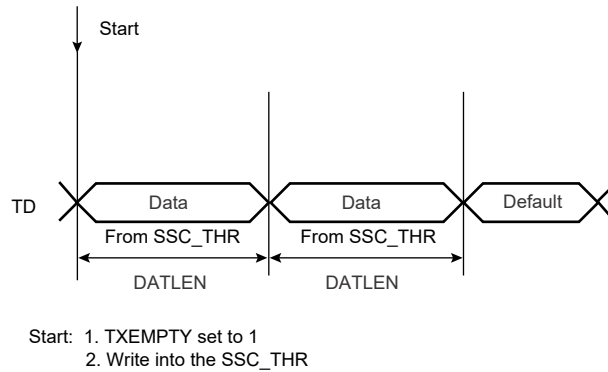 Start
TD
Data
Data
Default
From SSC_THR
From SSC_THR
DATLEN
DATLEN
Start: 1. TXEMPTY set to 1
2. Write into the SSC_THR